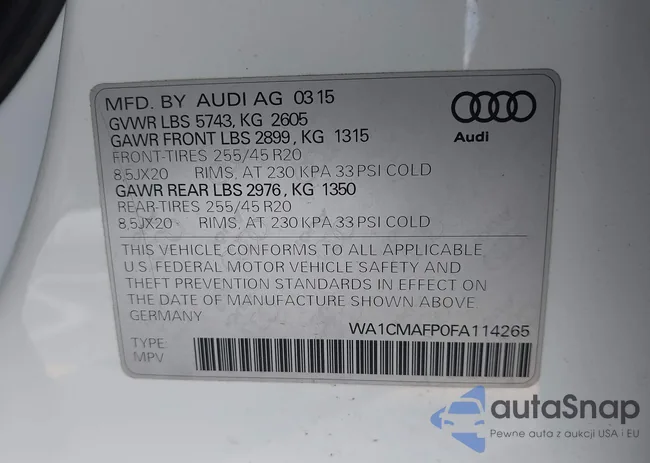 MFD. BY AUDI AG 03 15
GVWR LBS 5743, KG 2605
GAWR FRONT LBS 2899, KG 1315
FRONT-TIRES 255/45 R20
8,5JX20 RIMS, AT 230 KPA 33 PSI COLD
GAWR REAR LBS 2976, KG 1350
REAR-TIRES 255/45 R20
8,5JX20 RIMS, AT 230 KPA 33 PSI COLD
Audi
THIS VEHICLE CONFORMS TO ALL APPLICABLE
U.S. FEDERAL MOTOR VEHICLE SAFETY AND
THEFT PREVENTION STANDARDS IN EFFECT ON
THE DATE OF MANUFACTURE SHOWN ABOVE
GERMANY
WA1CMAFP0FA114265
TYPE:
MPV
autaSnap
Pewne auta z aukcji USA i EU